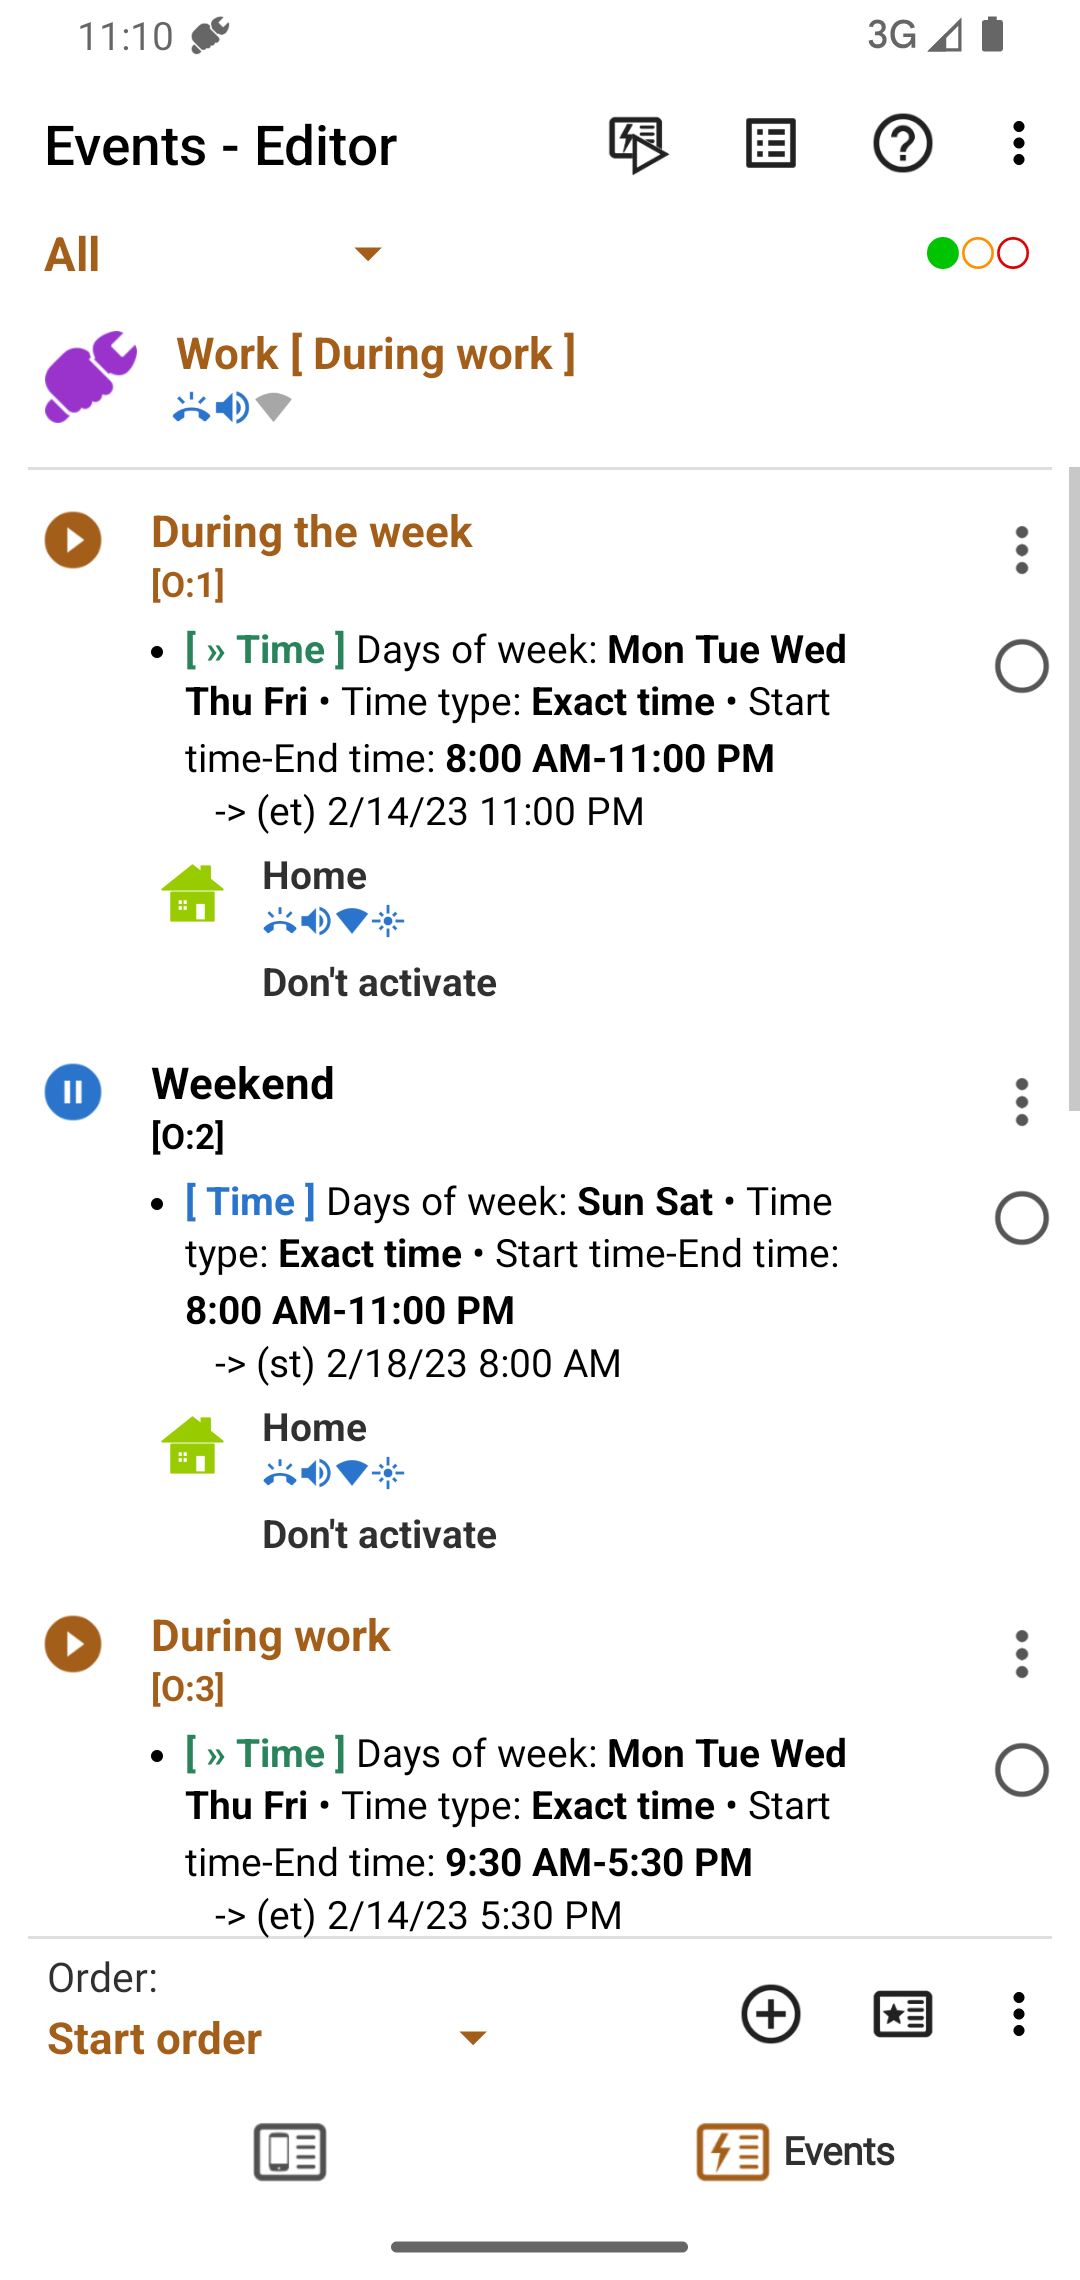 11:10
3G
Events - Editor
All
Work [ During work ]
During the week
[O:1]
• [ » Time ] Days of week: Mon Tue Wed
Thu Fri • Time type: Exact time • Start
time-End time: 8:00 AM-11:00 PM
-> (et) 2/14/23 11:00 PM
Home
Don't activate
Weekend
[O:2]
• [ Time ] Days of week: Sun Sat • Time
type: Exact time • Start time-End time:
8:00 AM-11:00 PM
-> (st) 2/18/23 8:00 AM
Home
Don't activate
During work
[O:3]
• [ » Time ] Days of week: Mon Tue Wed
Thu Fri • Time type: Exact time • Start
time-End time: 9:30 AM-5:30 PM
-> (et) 2/14/23 5:30 PM
Order:
Start order
Events